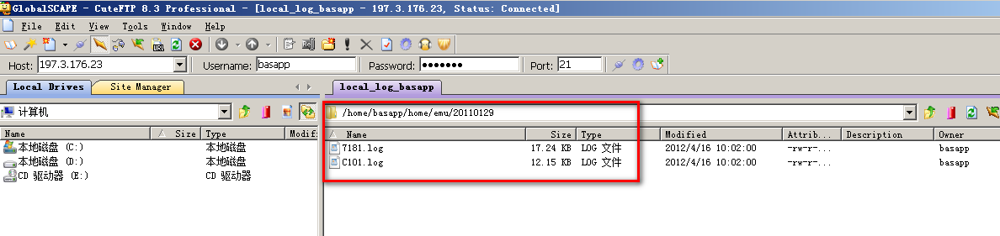 GlobalSCAPE - CuteFTP 8.3 Professional - [local_log_basapp - 197.3.176.23, Status: Connected]
File Edit View Tools Window Help
URL
Host: 197.3.176.23 Username: basapp Password: ●●●●●●● Port: 21
Local Drives Site Manager local_log_basapp
计算机 /home/basapp/home/emu/20110129
Name Size Type Modifi Name Size Type Modified Attrib... Description Owner
本地磁盘 (C:) 本地磁盘 7181.log 17.24 KB LOG 文件 2012/4/16 10:02:00 -rw-r-... basapp
本地磁盘 (D:) 本地磁盘 C101.log 12.15 KB LOG 文件 2012/4/16 10:02:00 -rw-r-... basapp
CD 驱动器 (E:) CD 驱动器